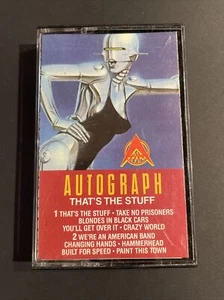 AUTOGRAPH
THAT'S THE STUFF
1 THAT'S THE STUFF • TAKE NO PRISONERS
BLONDES IN BLACK CARS
YOU'LL GET OVER IT • CRAZY WORLD
2 WE'RE AN AMERICAN BAND
CHANGING HANDS • HAMMERHEAD
BUILT FOR SPEED • PAINT THIS TOWN